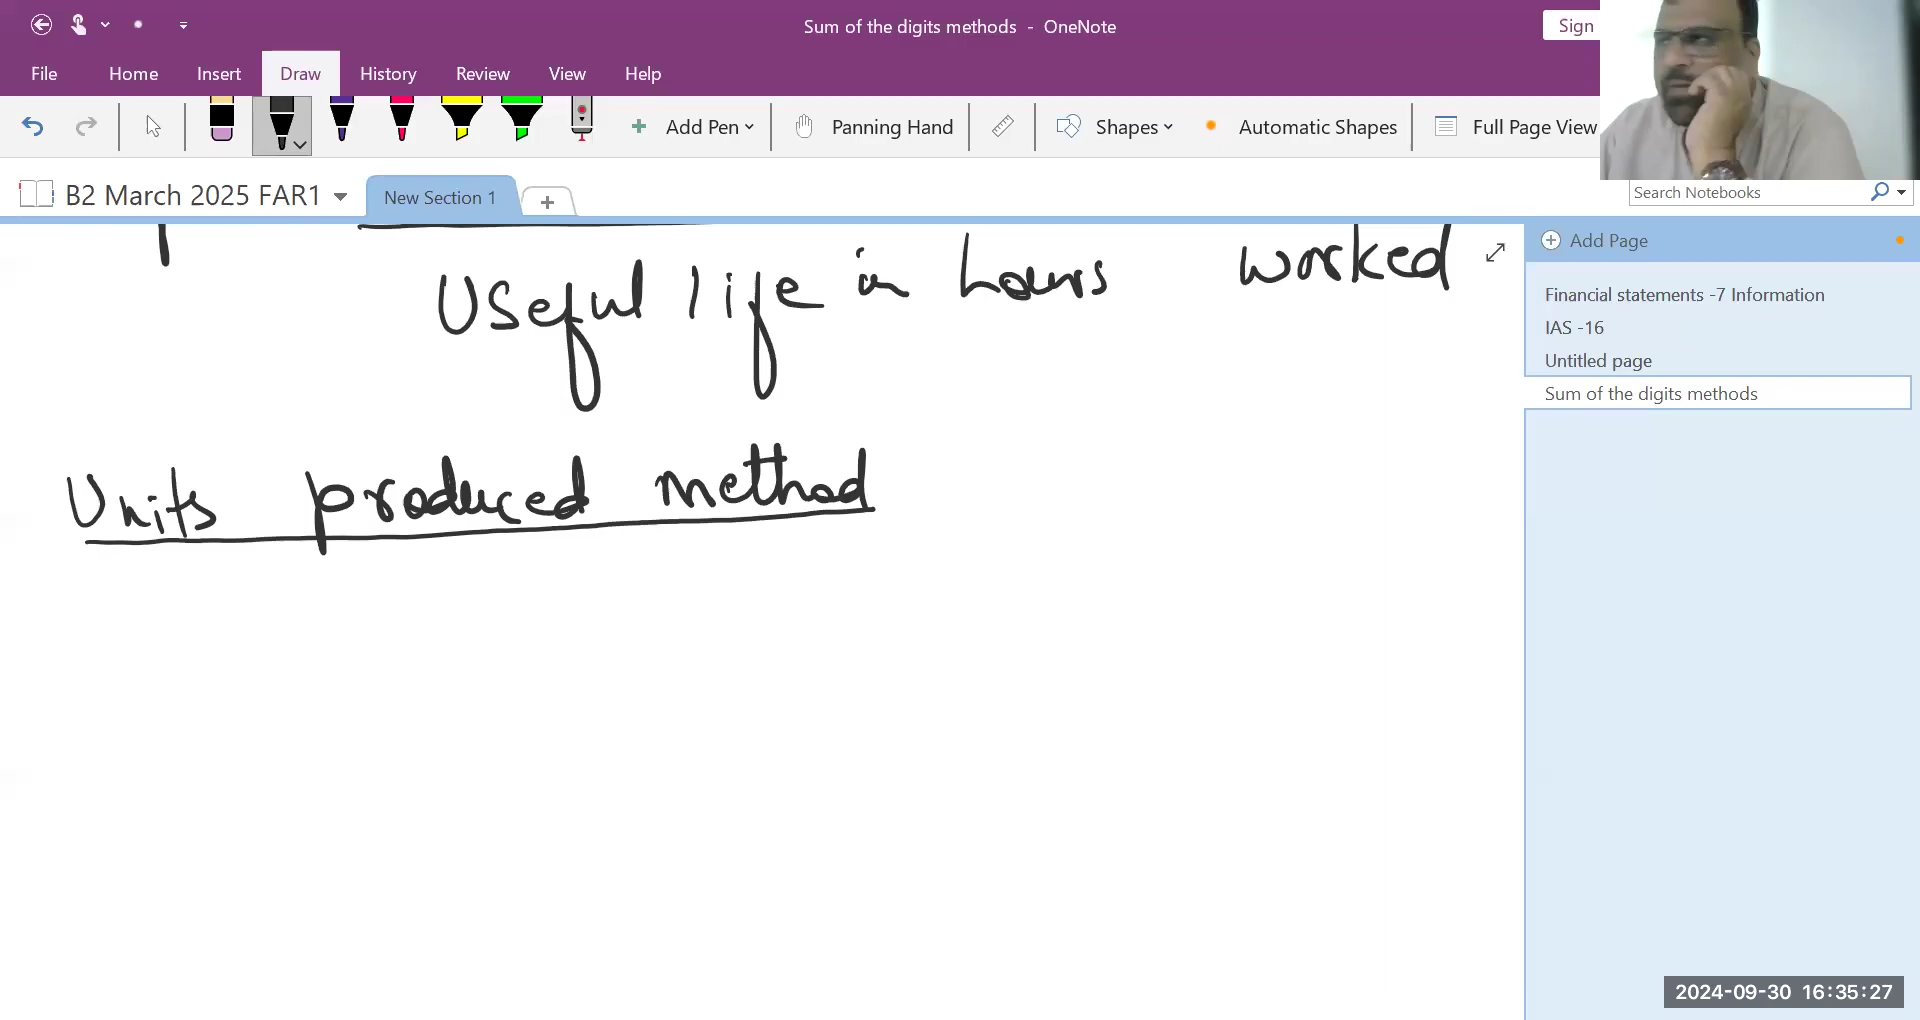 Sum of the digits methods - OneNote
Sign
File Home Insert Draw History Review View Help
Add Pen Panning Hand Shapes Automatic Shapes Full Page View
B2 March 2025 FAR1 New Section 1
Search Notebooks
Useful life in hours worked
Units produced method
Add Page
Financial statements -7 Information
IAS -16
Untitled page
Sum of the digits methods
2024-09-30 16:35:27